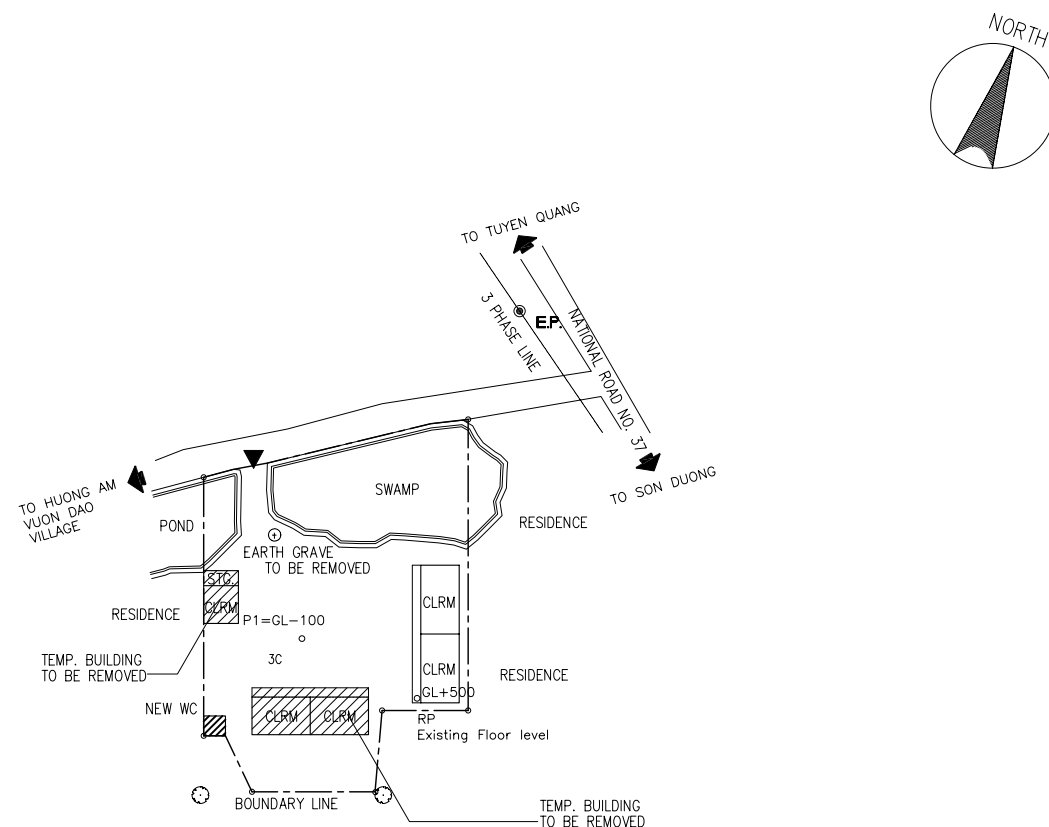 NORTH
TO TUYEN QUANG
3 PHASE LINE
E.P.
NATIONAL ROAD NO. 37
TO SON DUONG
TO HUONG AM
VUON DAO
VILLAGE
POND
SWAMP
RESIDENCE
EARTH GRAVE
TO BE REMOVED
STG.
CLRM
RESIDENCE
P1=GL-100
3C
CLRM
CLRM
RESIDENCE
TEMP. BUILDING
TO BE REMOVED
GL+500
NEW WC
CLRM
CLRM
RP
Existing Floor level
BOUNDARY LINE
TEMP. BUILDING
TO BE REMOVED